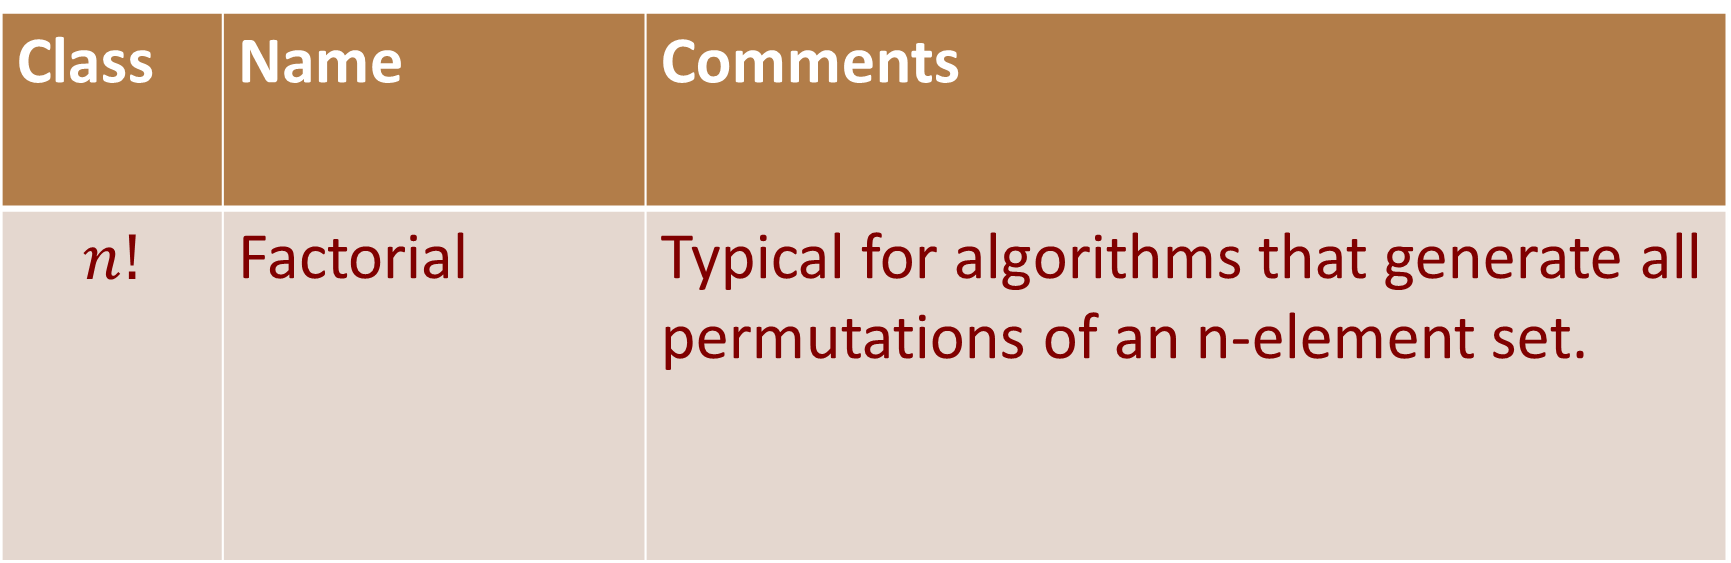 Class Name Comments
n! Factorial Typical for algorithms that generate all
permutations of an n-element set.